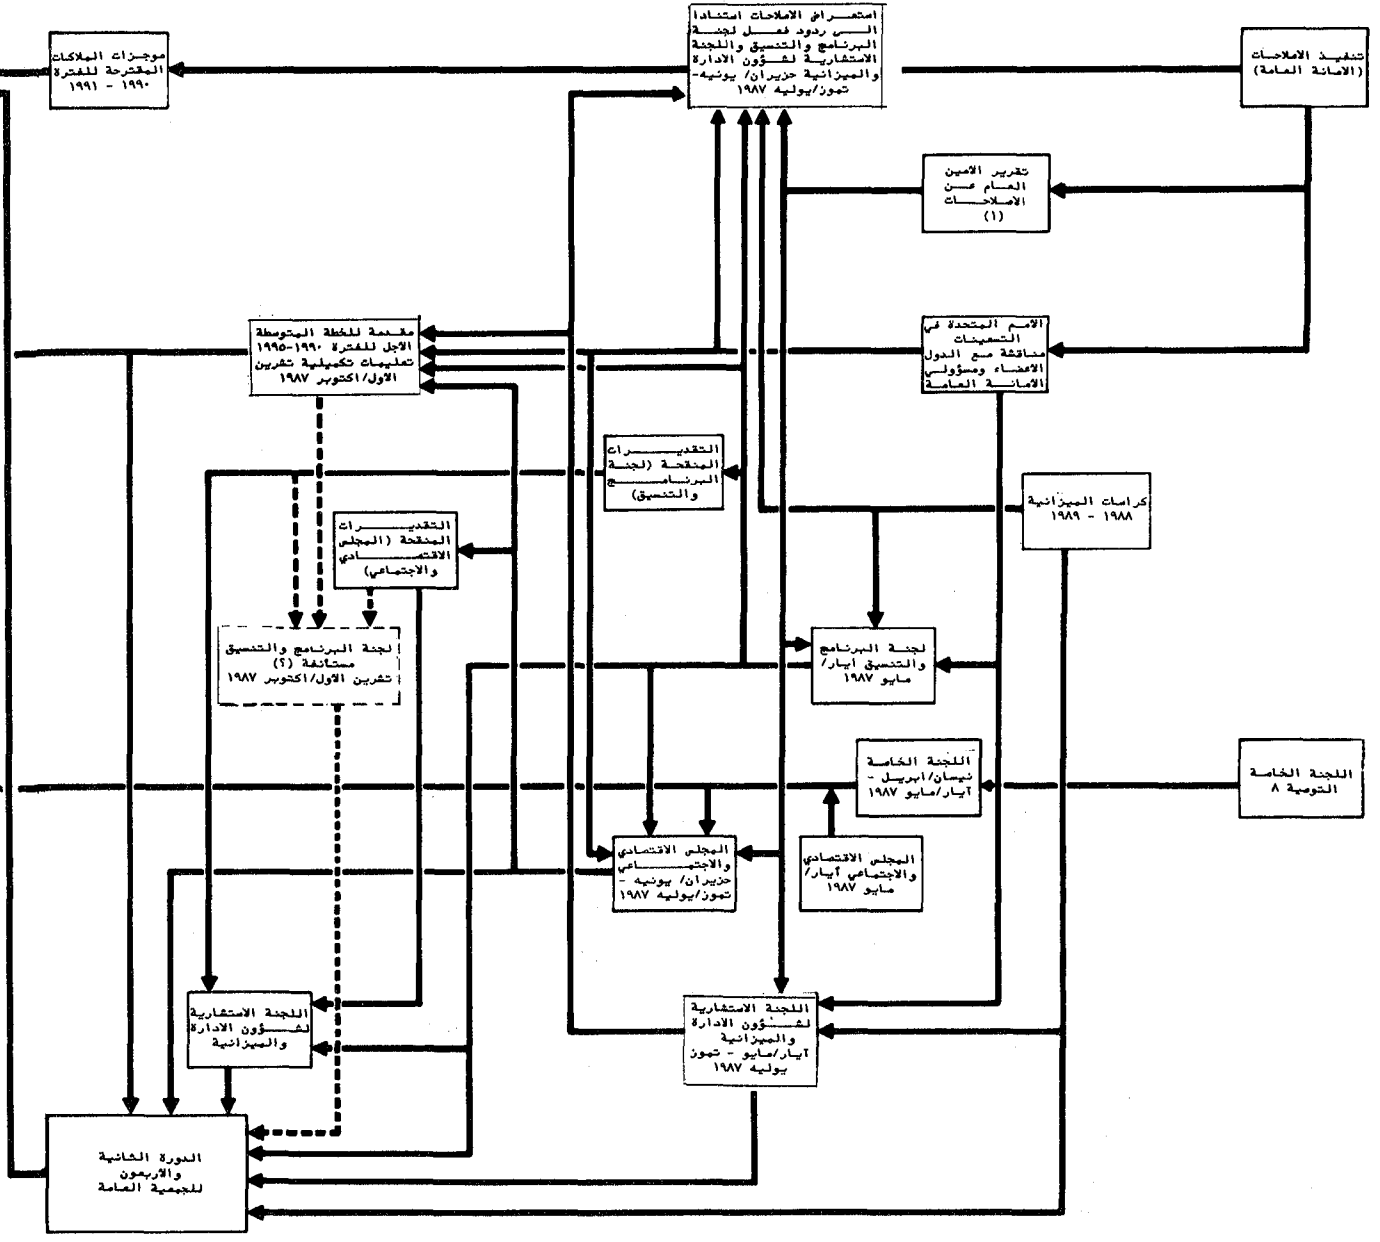 تنفيذ الاصلاحات
(الامانة العامة)
استعراض الاصلاحات استنادا
الى ردود فعل لجنة
البرنامج والتنسيق واللجنة
الاستشارية لشؤون الادارة
والميزانية حزيران/ يونيه-
تموز/يوليه ١٩٨٧
موجزات الملاكات
المقترحة للفترة
١٩٩٠ - ١٩٩١
تقرير الامين
العام عن
الاصلاحات
(١)
الامم المتحدة في
التسعينات
مناقشة مع الدول
الاعضاء ومسؤولي
الامانة العامة
مقدمة للخطة المتوسطة
الاجل للفترة ١٩٩٠-١٩٩٥
تعليمات تكميلية تشرين
الاول/اكتوبر ١٩٨٧
التقديرات
المنقحة (لجنة
البرنامج
والتنسيق)
كراسات الميزانية
١٩٨٨ - ١٩٨٩
التقديرات
المنقحة (المجلس
الاقتصادي
والاجتماعي)
لجنة البرنامج والتنسيق
مستأنفة (؟)
تشرين الاول/اكتوبر ١٩٨٧
لجنة البرنامج
والتنسيق ايار/
مايو ١٩٨٧
اللجنة الخاصة
نيسان/ابريل -
آيار/مايو ١٩٨٧
اللجنة الخاصة
التوصية ٨
المجلس الاقتصادي
والاجتماعي
حزيران/ يونيه -
تموز/يوليه ١٩٨٧
المجلس الاقتصادي
والاجتماعي آيار/
مايو ١٩٨٧
اللجنة الاستشارية
لشؤون الادارة
والميزانية
اللجنة الاستشارية
لشؤون الادارة
والميزانية
آيار/مايو - تموز
يوليه ١٩٨٧
الدورة الثانية
والاربعون
للجمعية العامة